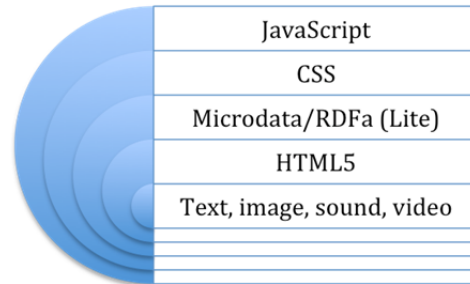 JavaScript
CSS
Microdata/RDFa (Lite)
HTML5
Text, image, sound, video